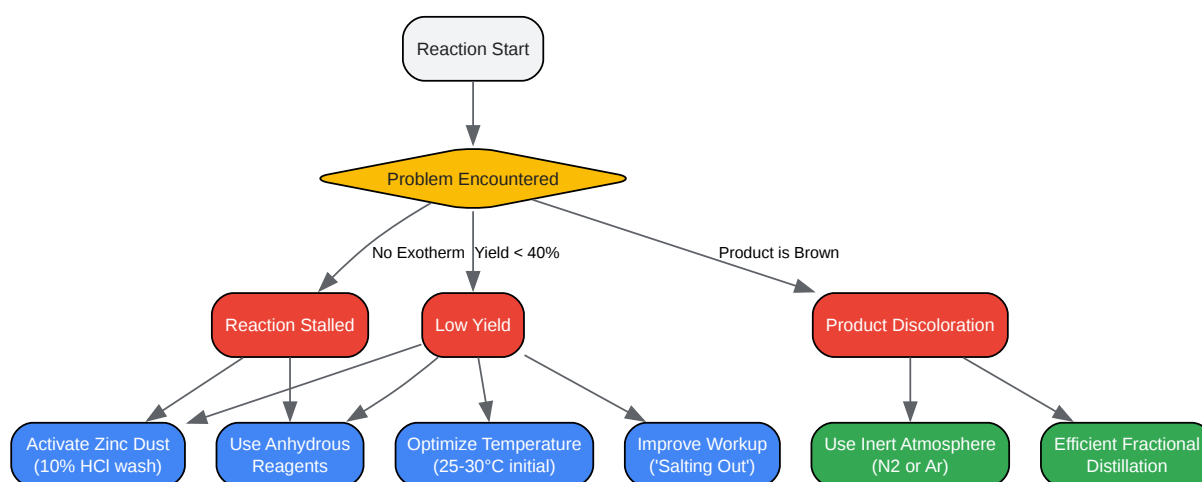 Reaction Start
Problem Encountered
No Exotherm
Yield < 40%
Product is Brown
Reaction Stalled
Low Yield
Product Discoloration
Activate Zinc Dust
(10% HCl wash)
Use Anhydrous
Reagents
Optimize Temperature
(25-30°C initial)
Improve Workup
('Salting Out')
Use Inert Atmosphere
(N2 or Ar)
Efficient Fractional
Distillation